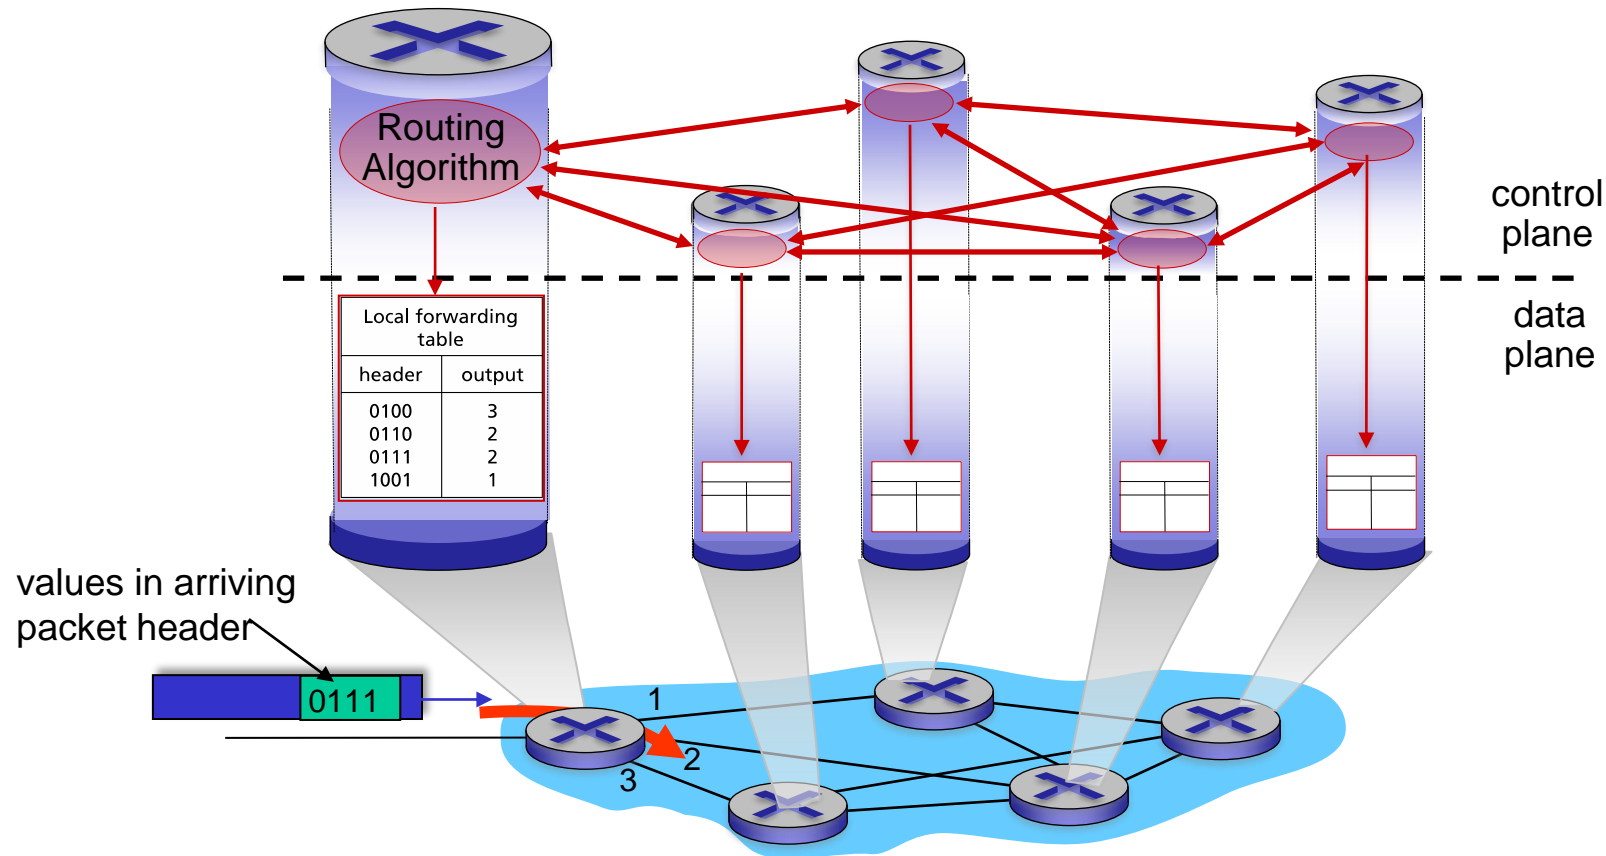 Routing
Algorithm
control
plane
data
plane
Local forwarding
table
header output
0100 3
0110 2
0111 2
1001 1
values in arriving
packet header
0111
1
2
3